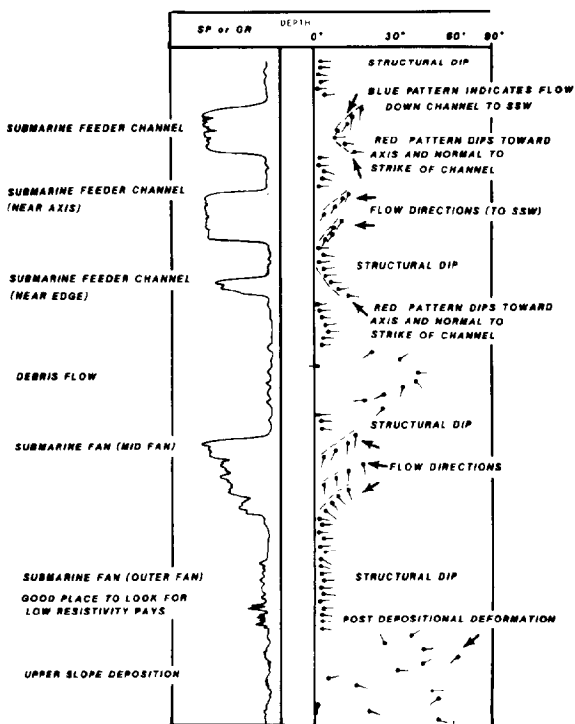 DEPTH
SP or GR
0° 30° 60° 90°
STRUCTURAL DIP
BLUE PATTERN INDICATES FLOW
DOWN CHANNEL TO SSW
SUBMARINE FEEDER CHANNEL
RED PATTERN DIPS TOWARD
AXIS AND NORMAL TO
STRIKE OF CHANNEL
SUBMARINE FEEDER CHANNEL
(NEAR AXIS)
FLOW DIRECTIONS (TO SSW)
STRUCTURAL DIP
SUBMARINE FEEDER CHANNEL
(NEAR EDGE)
RED PATTERN DIPS TOWARD
AXIS AND NORMAL TO
STRIKE OF CHANNEL
DEBRIS FLOW
STRUCTURAL DIP
SUBMARINE FAN (MID FAN)
FLOW DIRECTIONS
SUBMARINE FAN (OUTER FAN)
STRUCTURAL DIP
GOOD PLACE TO LOOK FOR
LOW RESISTIVITY PAYS
POST DEPOSITIONAL DEFORMATION
UPPER SLOPE DEPOSITION